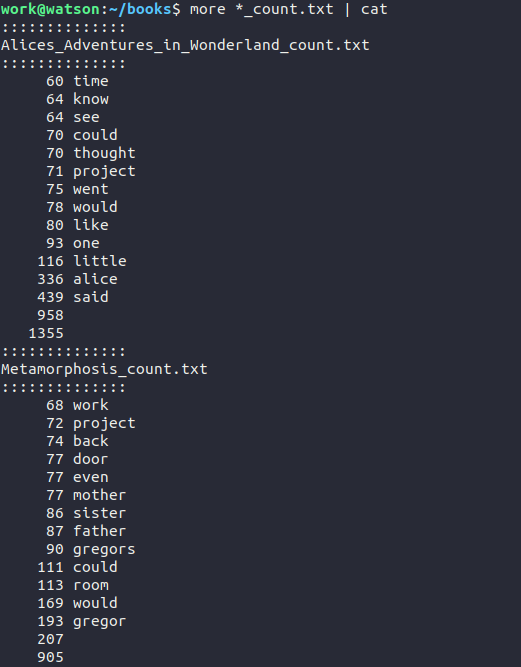 work@watson:~/books$ more *_count.txt | cat
::::::::::::::
Alices_Adventures_in_Wonderland_count.txt
::::::::::::::
60 time
64 know
64 see
70 could
70 thought
71 project
75 went
78 would
80 like
93 one
116 little
336 alice
439 said
958
1355
::::::::::::::
Metamorphosis_count.txt
::::::::::::::
68 work
72 project
74 back
77 door
77 even
77 mother
86 sister
87 father
90 gregors
111 could
113 room
169 would
193 gregor
207
905